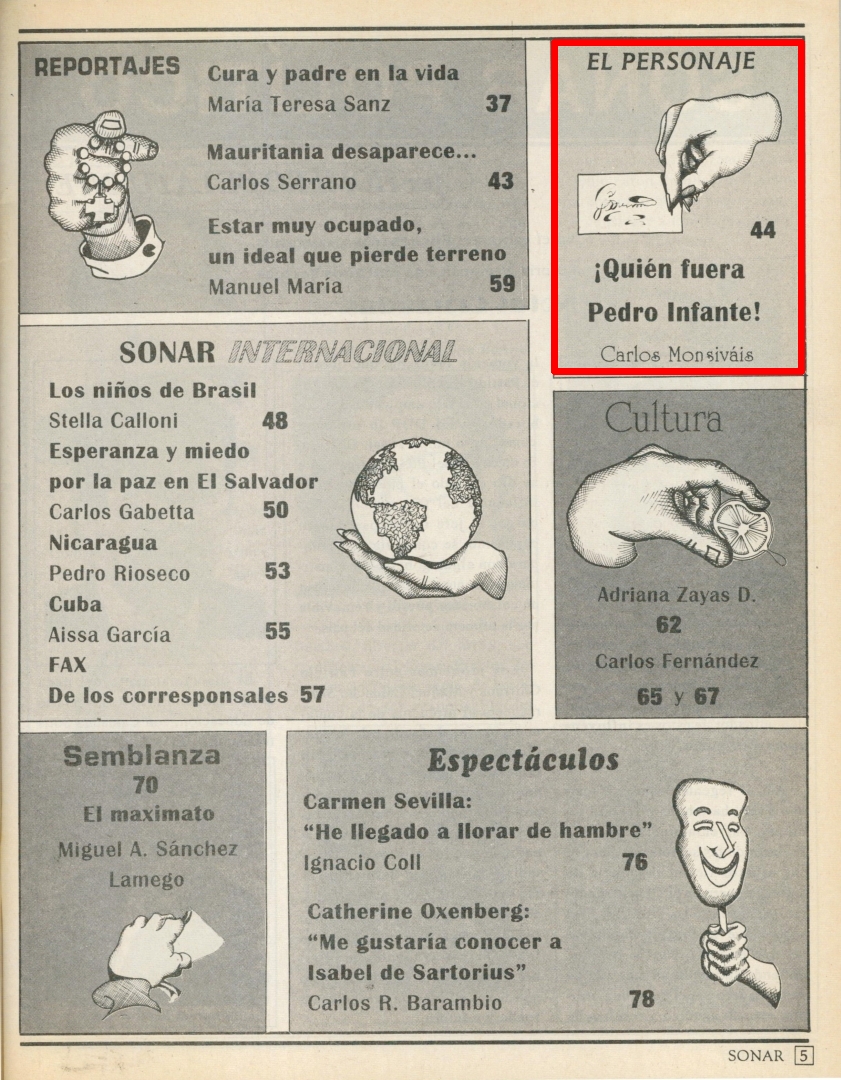 REPORTAJES
Cura y padre en la vida
María Teresa Sanz 37
Mauritania desaparece...
Carlos Serrano 43
Estar muy ocupado,
un ideal que pierde terreno
Manuel María 59
EL PERSONAJE
44
¡Quién fuera
Pedro Infante!
Carlos Monsiváis
SONAR INTERNACIONAL
Los niños de Brasil
Stella Calloni 48
Esperanza y miedo
por la paz en El Salvador
Carlos Gabetta 50
Nicaragua
Pedro Rioseco 53
Cuba
Aissa García 55
FAX
De los corresponsales 57
Cultura
Adriana Zayas D.
62
Carlos Fernández
65 y 67
Semblanza
70
El maximato
Miguel A. Sánchez
Lamego
Espectáculos
Carmen Sevilla:
“He llegado a llorar de hambre”
Ignacio Coll 76
Catherine Oxenberg:
“Me gustaría conocer a
Isabel de Sartorius”
Carlos R. Barambio 78
SONAR 5